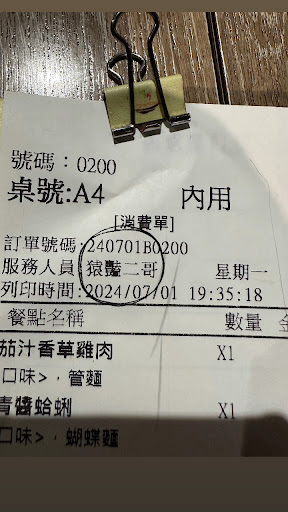 號碼：0200
桌號:A4 內用
[消費單]
訂單號碼:240701B0200
服務人員 猿豔二哥 星期一
列印時間:2024/07/01 19:35:18
餐點名稱 數量 金
茄汁香草雞肉 X1
口味>，管麵
青醬蛤蜊 X1
口味>，蝴蝶麵